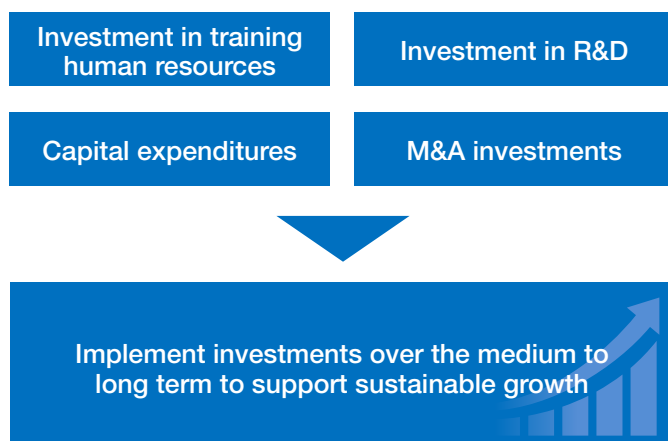 Investment in training
human resources
Investment in R&D
Capital expenditures
M&A investments
Implement investments over the medium to
long term to support sustainable growth